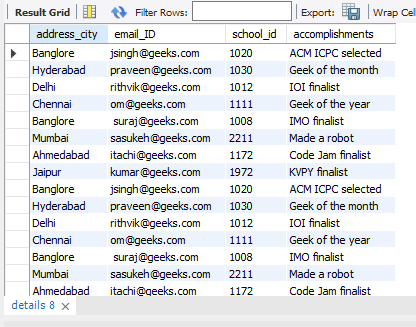 Result Grid Filter Rows: Export: Wrap Cel
address_city email_ID school_id accomplishments
Banglore jsingh@geeks.com 1020 ACM ICPC selected
Hyderabad praveen@geeks.com 1030 Geek of the month
Delhi rithvik@geeks.com 1012 IOI finalist
Chennai om@geeks.com 1111 Geek of the year
Banglore suraj@geeks.com 1008 IMO finalist
Mumbai sasukeh@geeks.com 2211 Made a robot
Ahmedabad itachi@geeks.com 1172 Code Jam finalist
Jaipur kumar@geeks.com 1972 KVPY finalist
Banglore jsingh@geeks.com 1020 ACM ICPC selected
Hyderabad praveen@geeks.com 1030 Geek of the month
Delhi rithvik@geeks.com 1012 IOI finalist
Chennai om@geeks.com 1111 Geek of the year
Banglore suraj@geeks.com 1008 IMO finalist
Mumbai sasukeh@geeks.com 2211 Made a robot
Ahmedabad itachi@geeks.com 1172 Code Jam finalist
details 8